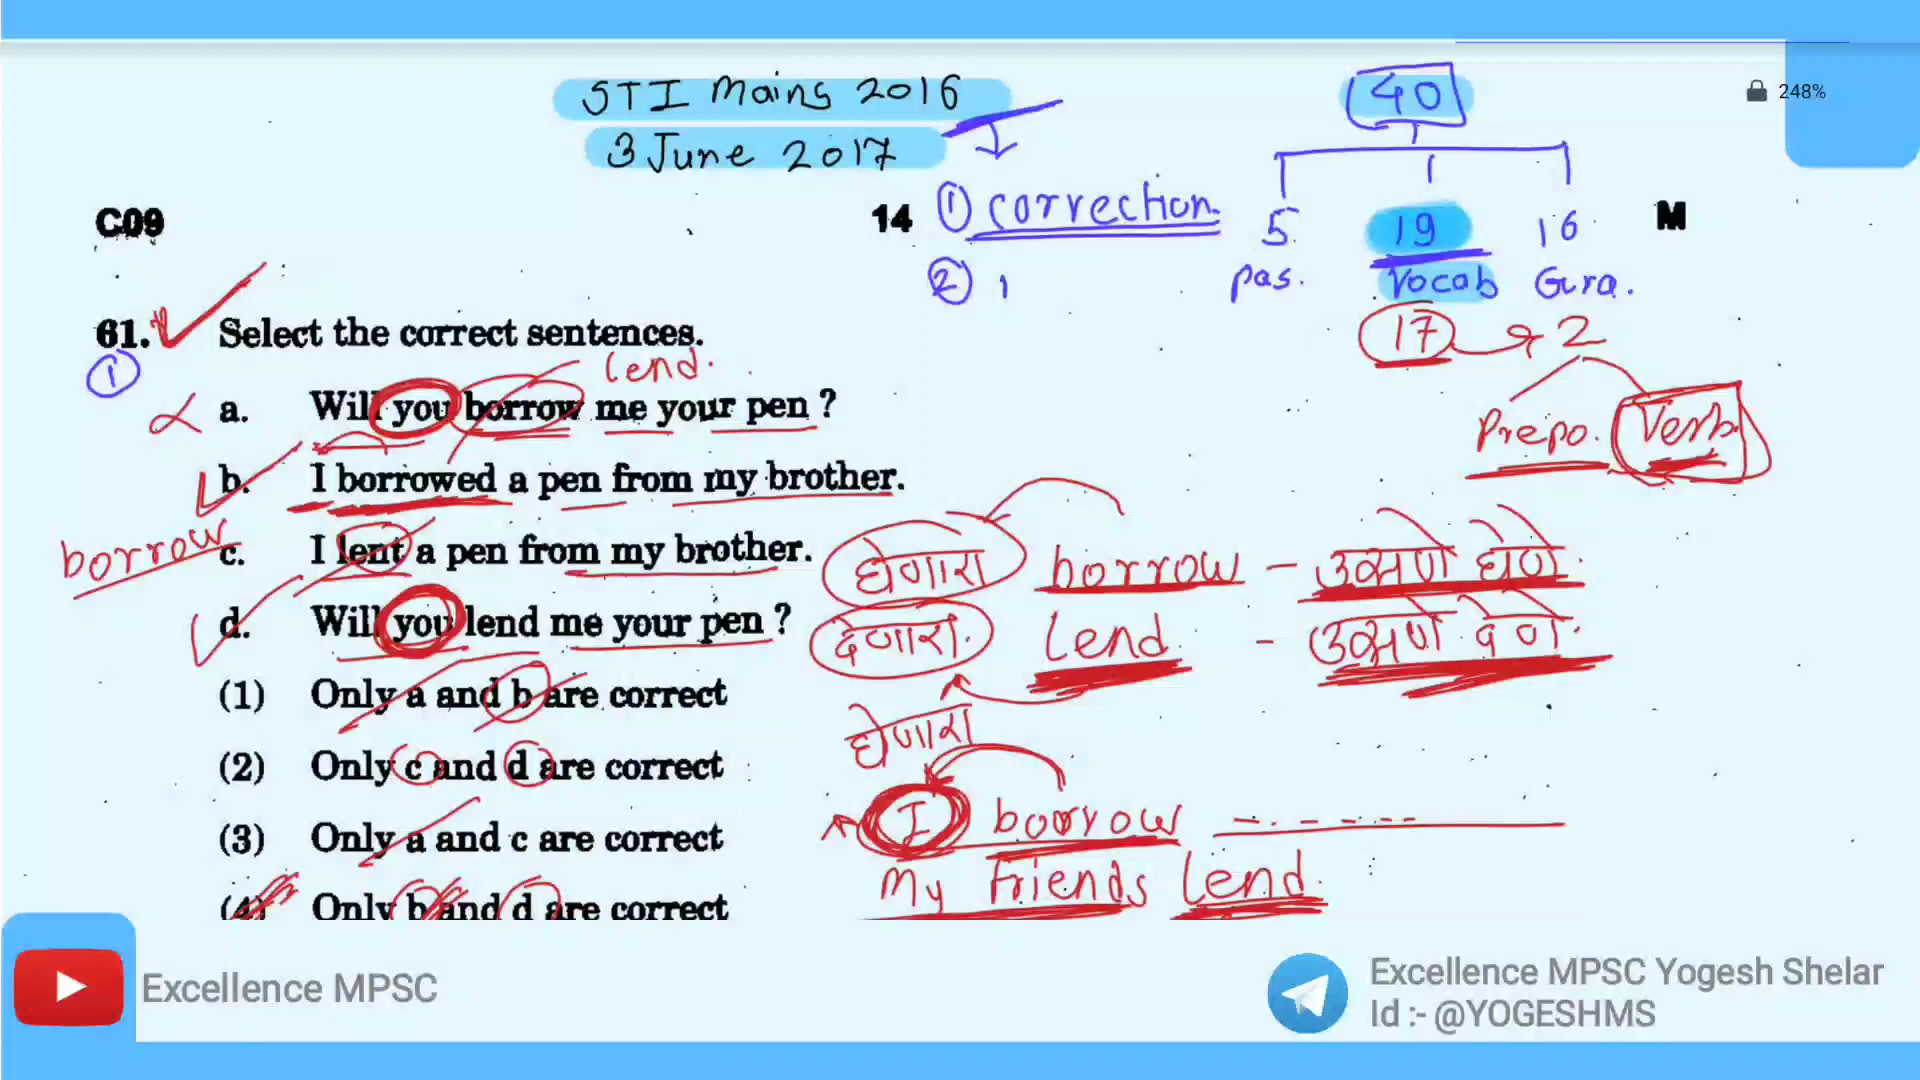 STI Mains 2016
3 June 2017
40
248%
C09
14
① correction
5
19
16
M
② 1
pas.
Vocab
Gra.
61. Select the correct sentences.
①
17 → 2
lend.
a. Will you borrow me your pen ?
Prepo. Verb
b. I borrowed a pen from my brother.
borrow
c. I lent a pen from my brother.
घेणारा borrow - उसणे घेणे.
d. Will you lend me your pen ?
देणारा. lend - उसणे देणे.
(1) Only a and b are correct
घेणारा
(2) Only c and d are correct
I borrow
(3) Only a and c are correct
My Friends Lend.
(4) Only b and d are correct
Excellence MPSC
Excellence MPSC Yogesh Shelar
Id :- @YOGESHMS